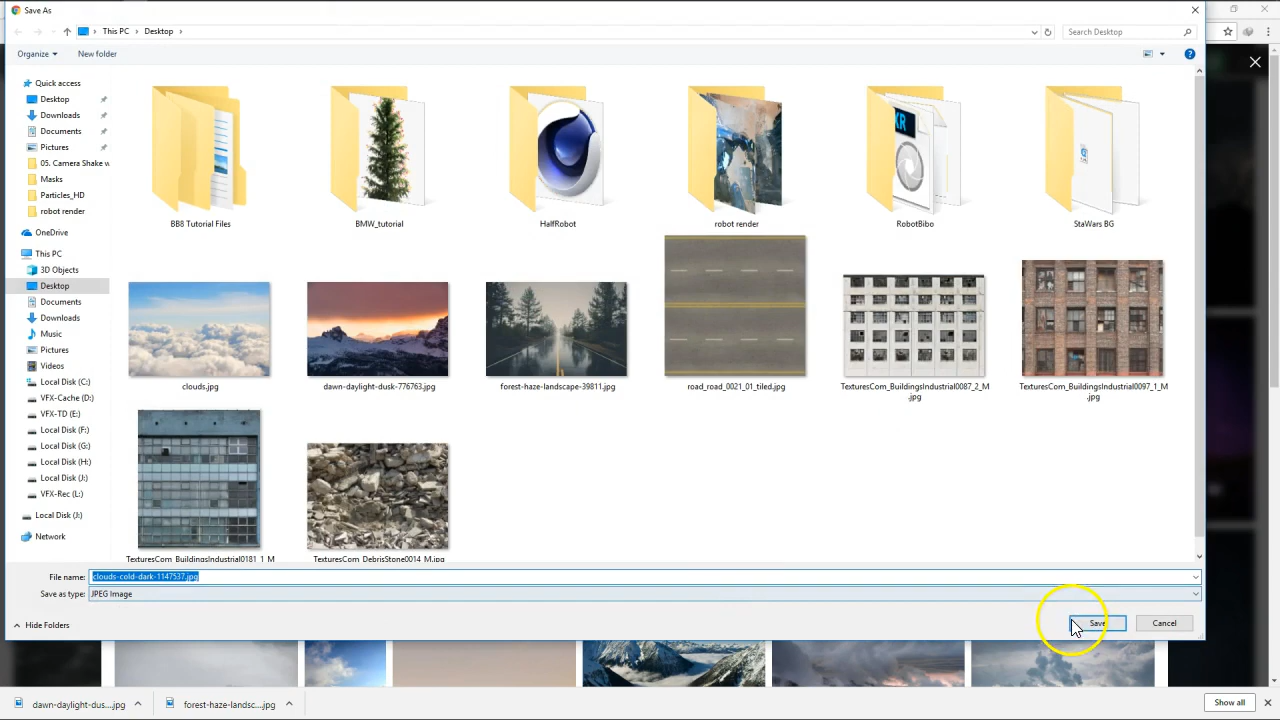 Save As
This PC
Desktop
Search Desktop
Organize
New folder
Quick access
Desktop
Downloads
Documents
Pictures
05. Camera Shake w
Masks
Particles_HD
robot render
OneDrive
This PC
3D Objects
Desktop
Documents
Downloads
Music
Pictures
Videos
Local Disk (C:)
VFX-Cache (D:)
VFX-TD (E:)
Local Disk (F:)
Local Disk (G:)
Local Disk (H:)
Local Disk (J:)
VFX-Rec (L:)
Local Disk (J:)
Network
BB8 Tutorial Files
BMW_tutorial
HalfRobot
robot render
XR
RobotBibo
StaWars BG
clouds.jpg
dawn-daylight-dusk-776763.jpg
forest-haze-landscape-39811.jpg
road_road_0021_01_tiled.jpg
TexturesCom_BuildingsIndustrial0087_2_M
.jpg
TexturesCom_BuildingsIndustrial0097_1_M
.jpg
TexturesCom_BuildingsIndustrial0181_1_M
TexturesCom_DebrisStone0014_M.jpg
File name:
clouds-cold-dark-1147537.jpg
Save as type:
JPEG Image
Hide Folders
Save
Cancel
dawn-daylight-dus....jpg
forest-haze-landsc....jpg
Show all